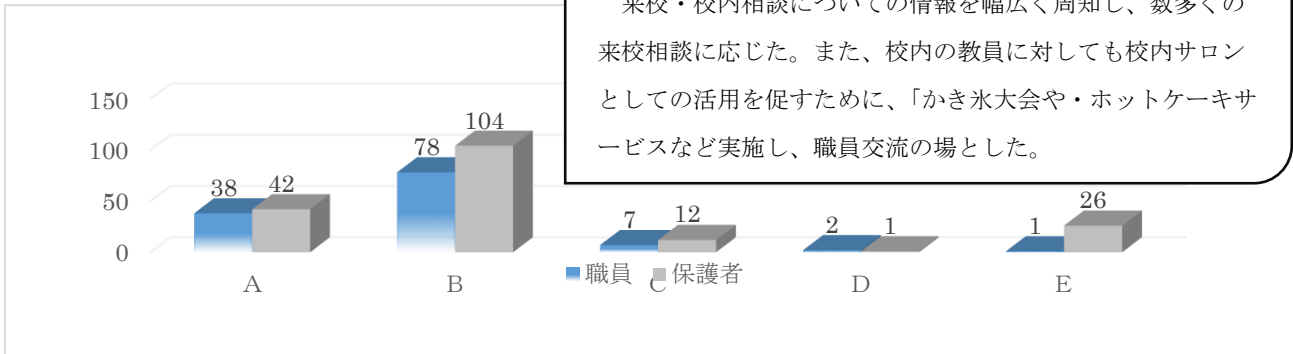 来校・校内相談についての情報を幅広く周知し、数多くの
来校相談に応じた。また、校内の教員に対しても校内サロン
としての活用を促すために、「かき氷大会や・ホットケーキサ
ービスなど実施し、職員交流の場とした。
150
100
50
0
38 42
78 104
7 12
2 1
1 26
A B C D E
職員 保護者